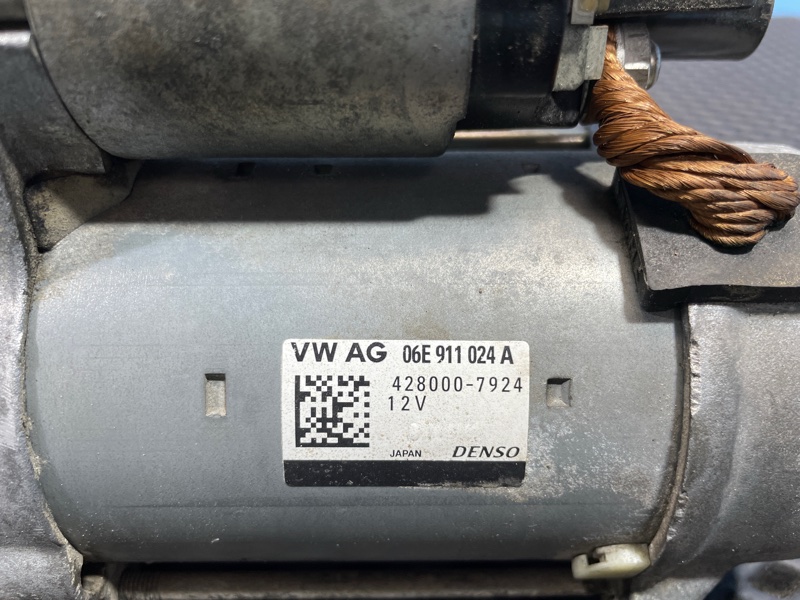 VW AG 06E 911 024 A
428000-7924
12V
JAPAN DENSO